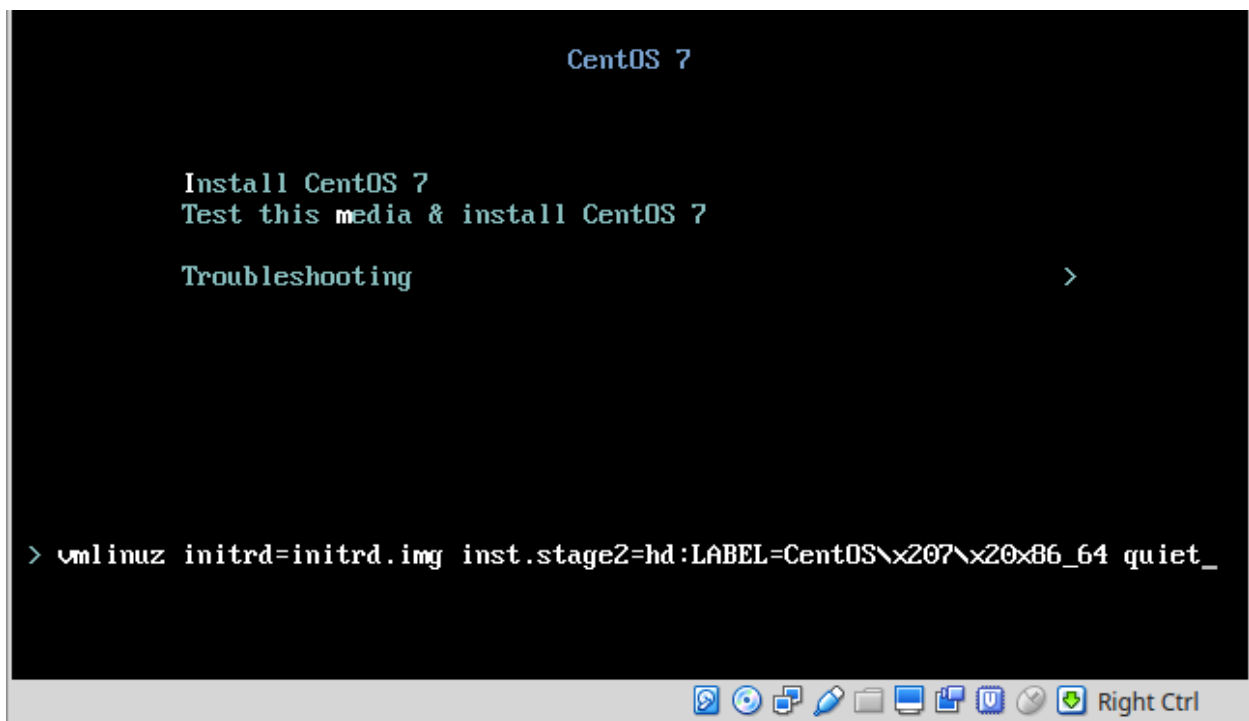 CentOS 7
Install CentOS 7
Test this media & install CentOS 7
Troubleshooting >
> vmlinuz initrd=initrd.img inst.stage2=hd:LABEL=CentOS\x207\x20x86_64 quiet_
Right Ctrl